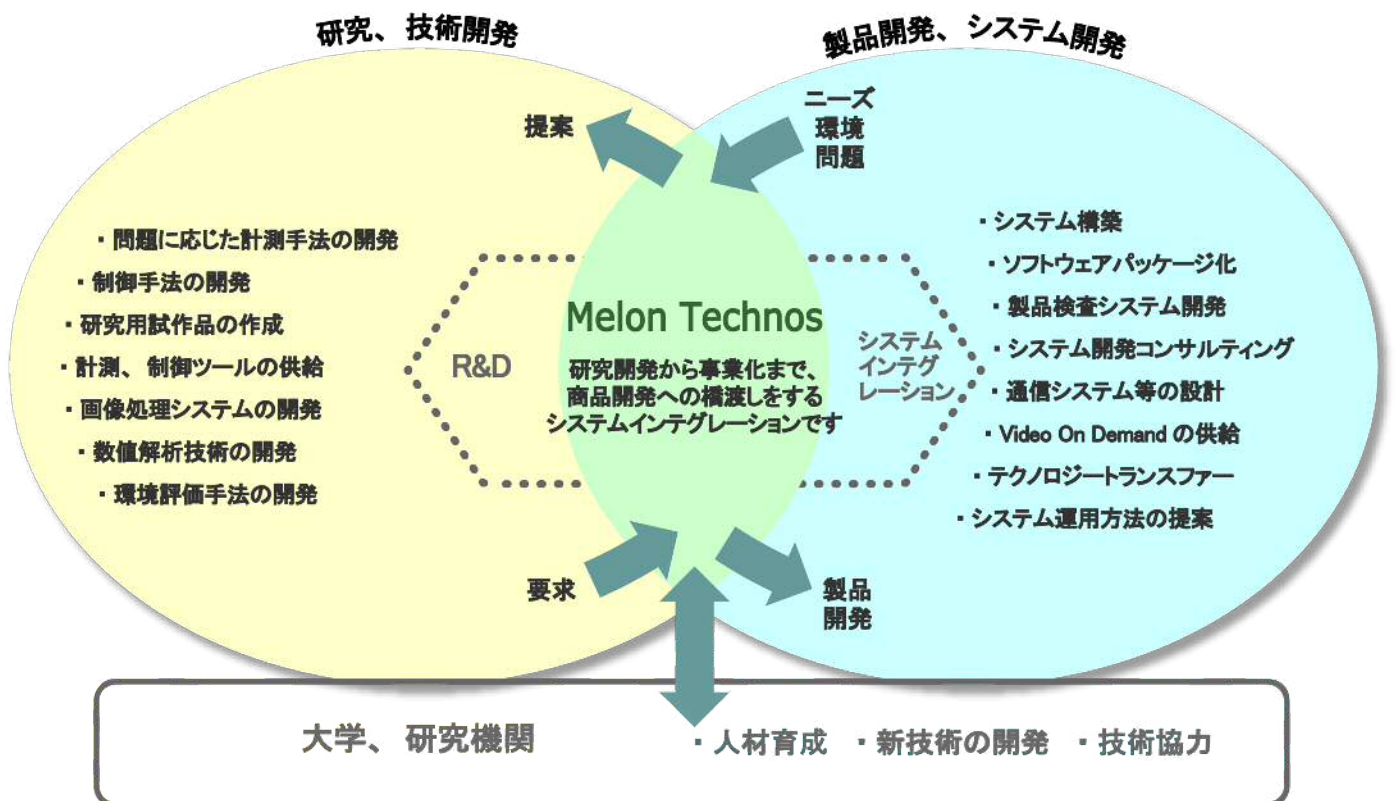 研究、技術開発
製品開発、システム開発
提案
ニーズ
環境
問題
・問題に応じた計測手法の開発
・制御手法の開発
・研究用試作品の作成
・計測、制御ツールの供給
・画像処理システムの開発
・数値解析技術の開発
・環境評価手法の開発
R&D
Melon Technos
研究開発から事業化まで、
商品開発への橋渡しをする
システムインテグレーションです
システム
インテグ
レーション
・システム構築
・ソフトウェアパッケージ化
・製品検査システム開発
・システム開発コンサルティング
・通信システム等の設計
・Video On Demand の供給
・テクノロジートランスファー
・システム運用方法の提案
要求
製品
開発
大学、研究機関
・人材育成 ・新技術の開発 ・技術協力